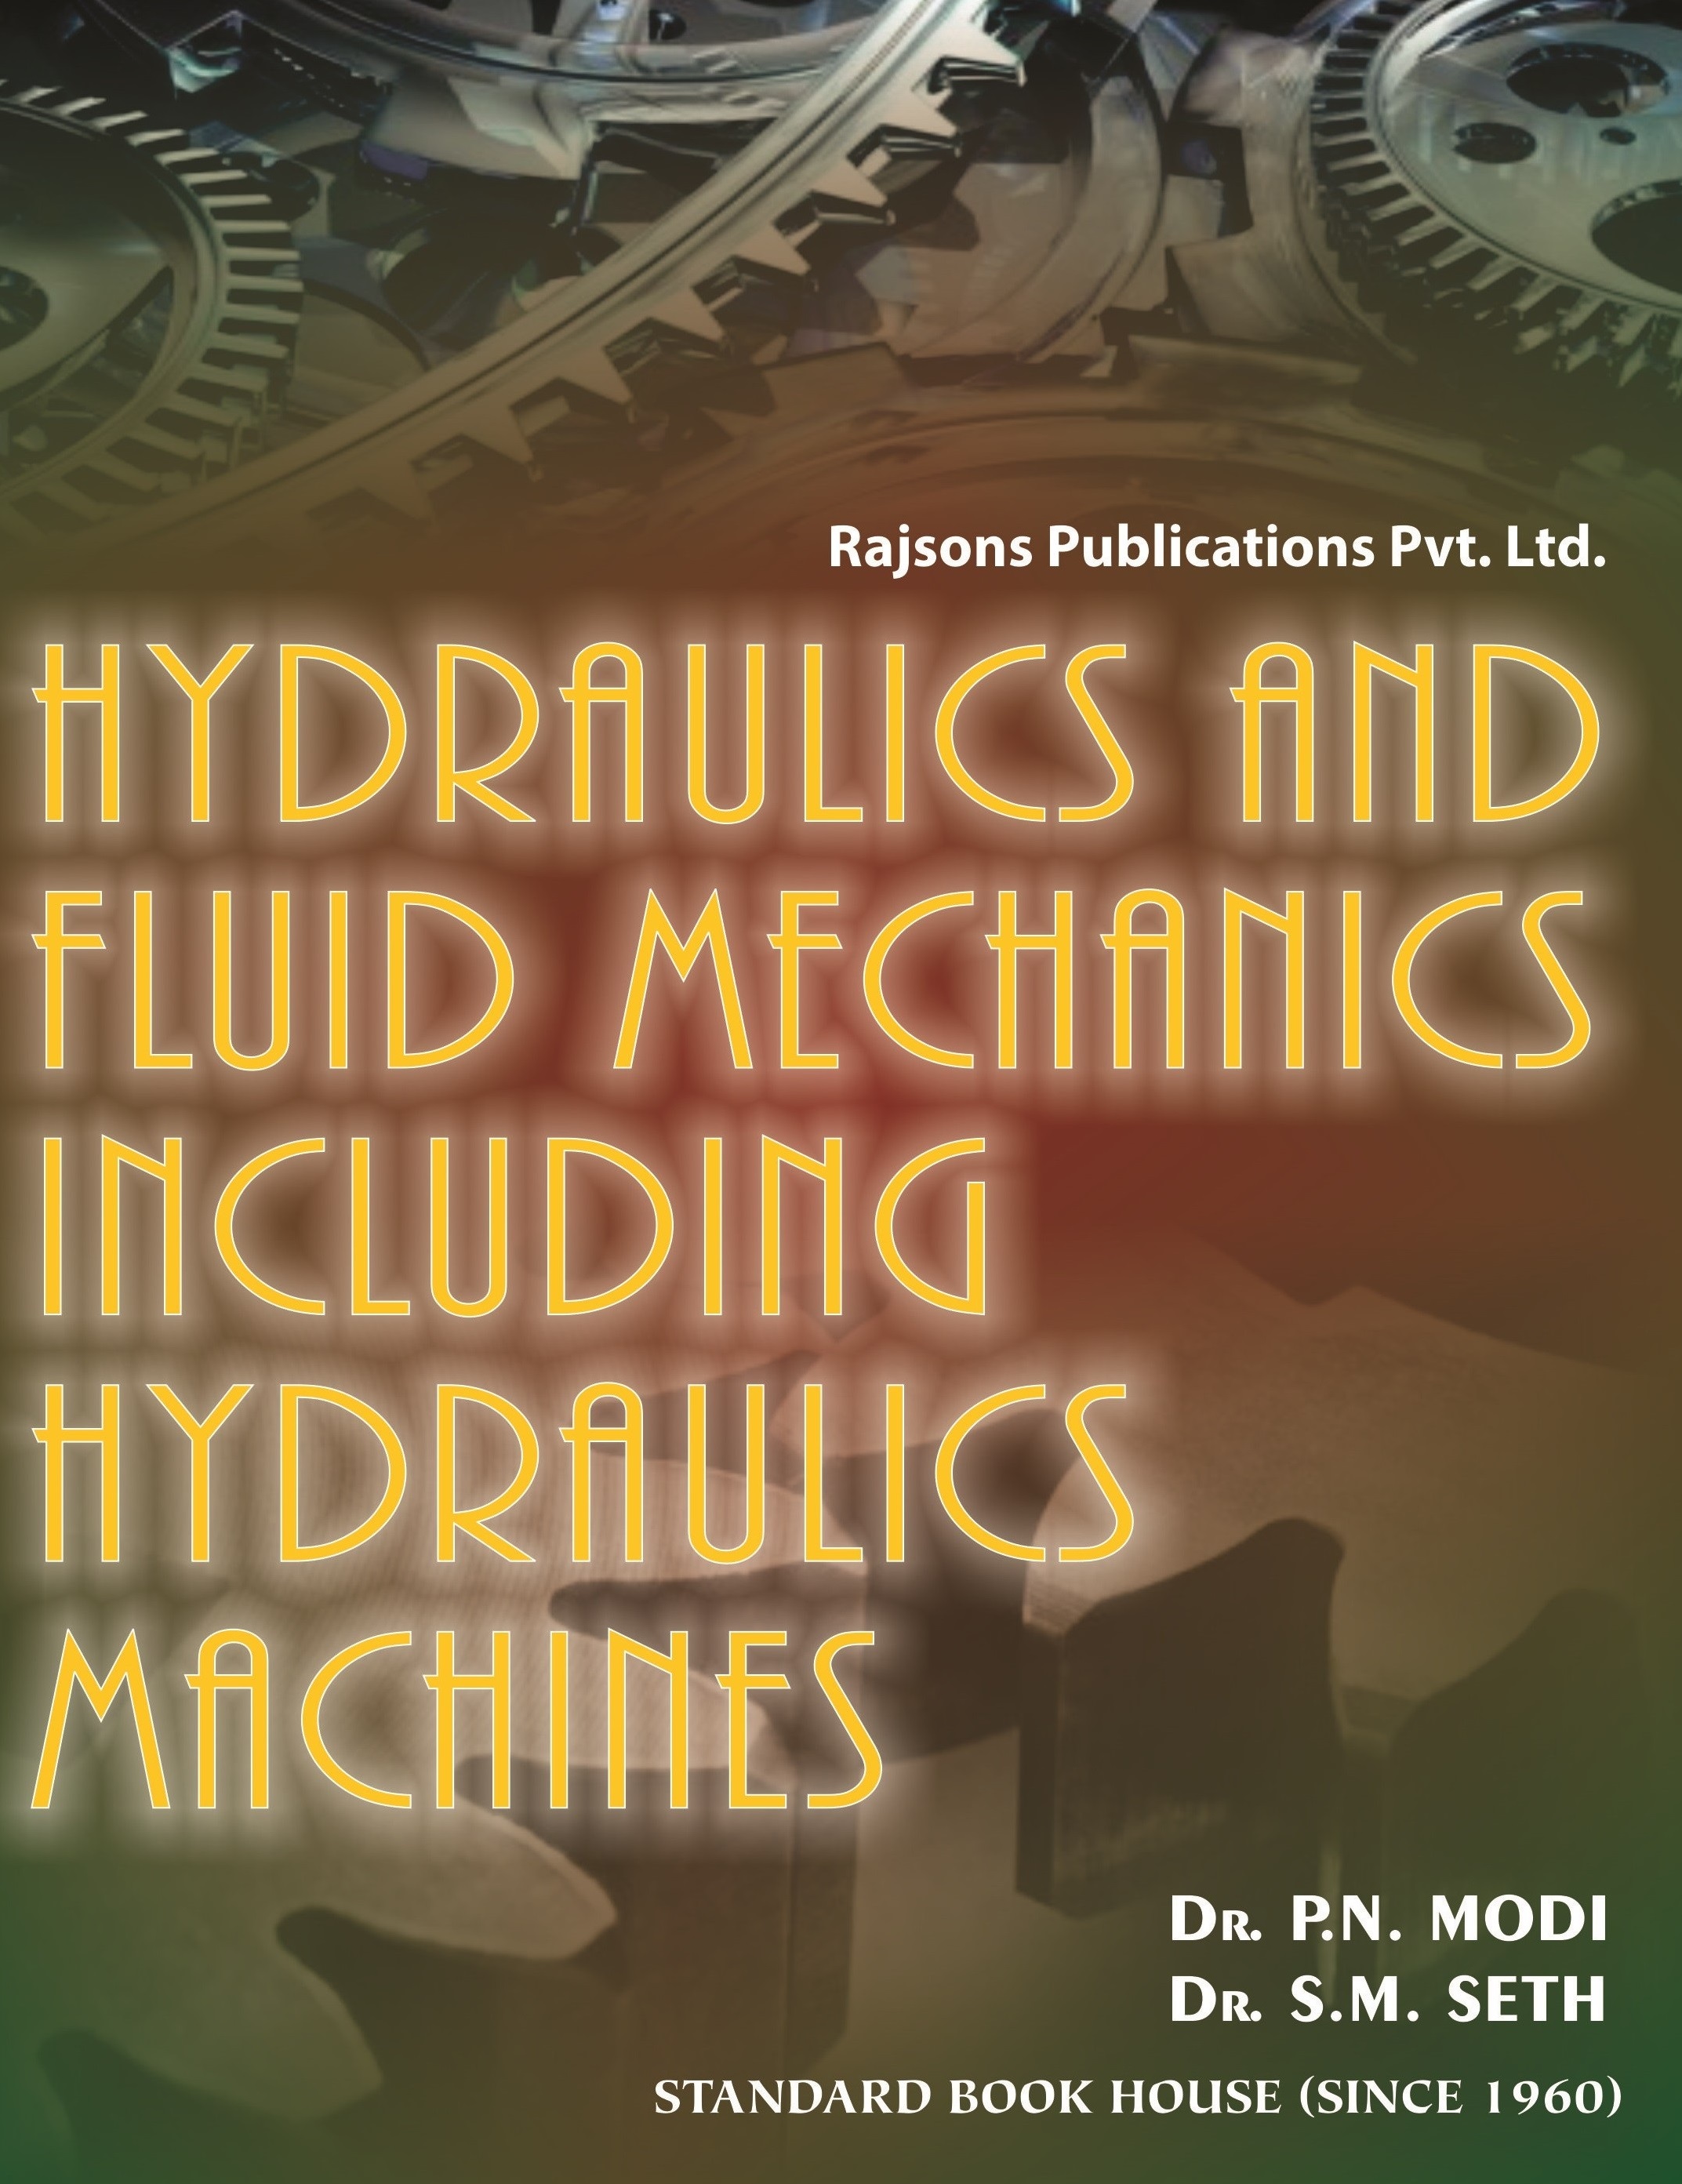 Rajsons Publications Pvt. Ltd.
HYDRAULICS AND
FLUID MECHANICS
INCLUDING
HYDRAULICS
MACHINES
DR. P.N. MODI
DR. S.M. SETH
STANDARD BOOK HOUSE (SINCE 1960)